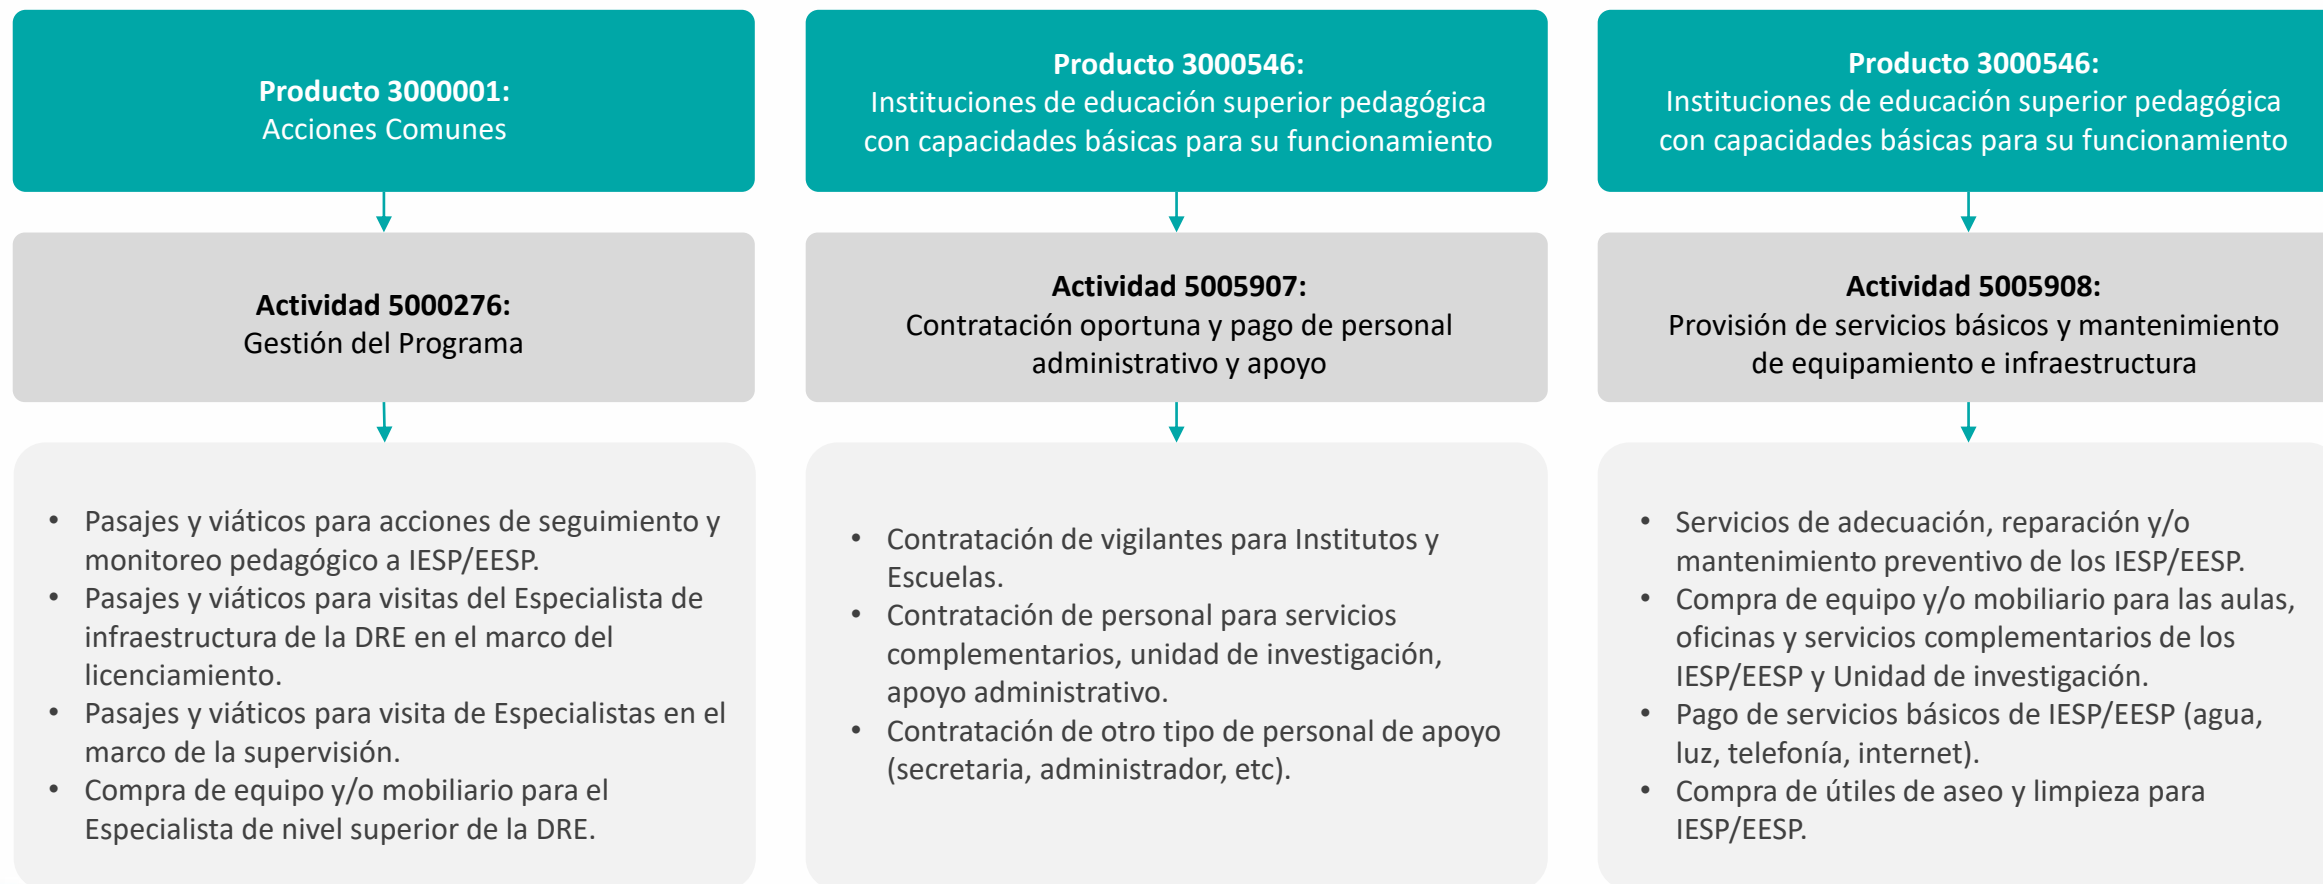 Producto 3000001:
Acciones Comunes
Actividad 5000276:
Gestión del Programa
• Pasajes y viáticos para acciones de seguimiento y
monitoreo pedagógico a IESP/EESP.
• Pasajes y viáticos para visitas del Especialista de
infraestructura de la DRE en el marco del
licenciamiento.
• Pasajes y viáticos para visita de Especialistas en el
marco de la supervisión.
• Compra de equipo y/o mobiliario para el
Especialista de nivel superior de la DRE.
Producto 3000546:
Instituciones de educación superior pedagógica
con capacidades básicas para su funcionamiento
Actividad 5005907:
Contratación oportuna y pago de personal
administrativo y apoyo
• Contratación de vigilantes para Institutos y
Escuelas.
• Contratación de personal para servicios
complementarios, unidad de investigación,
apoyo administrativo.
• Contratación de otro tipo de personal de apoyo
(secretaria, administrador, etc).
Producto 3000546:
Instituciones de educación superior pedagógica
con capacidades básicas para su funcionamiento
Actividad 5005908:
Provisión de servicios básicos y mantenimiento
de equipamiento e infraestructura
• Servicios de adecuación, reparación y/o
mantenimiento preventivo de los IESP/EESP.
• Compra de equipo y/o mobiliario para las aulas,
oficinas y servicios complementarios de los
IESP/EESP y Unidad de investigación.
• Pago de servicios básicos de IESP/EESP (agua,
luz, telefonía, internet).
• Compra de útiles de aseo y limpieza para
IESP/EESP.